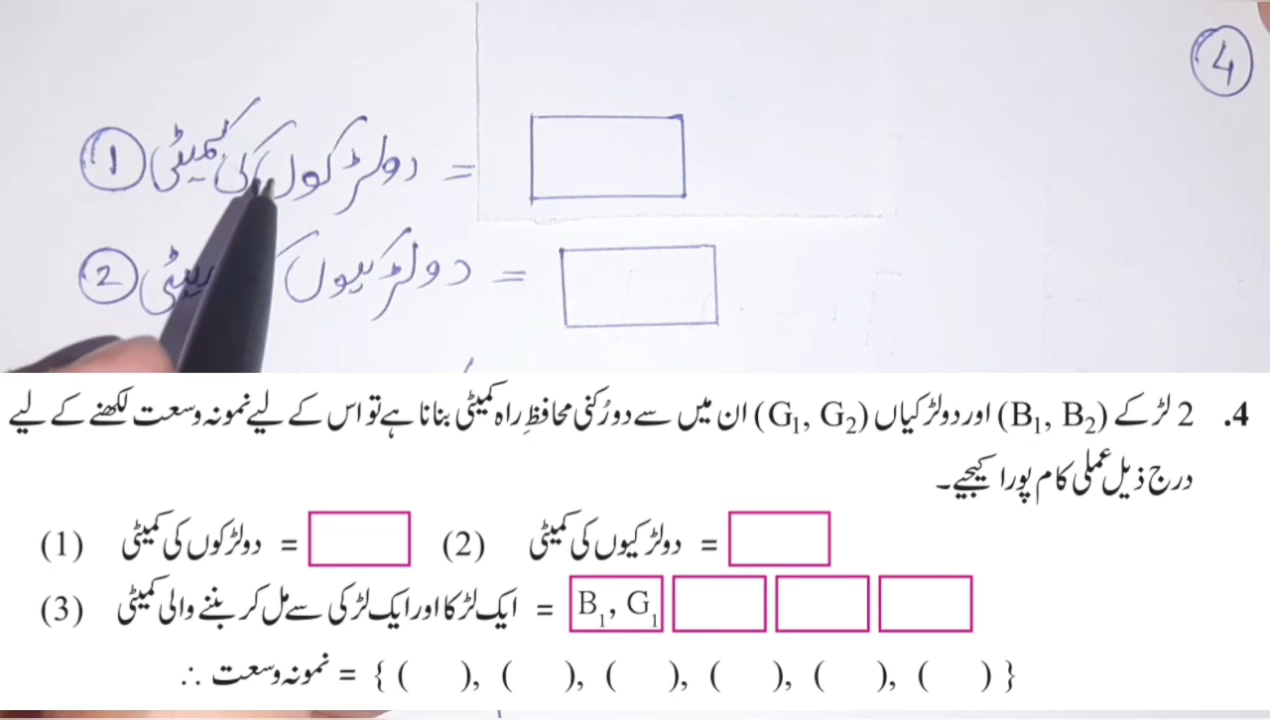 4
1 دو لڑکوں کی کمیٹی =
2 دو لڑکیوں =
4. 2 لڑکے (B₁, B₂) اور دو لڑکیاں (G₁, G₂) ان میں سے دو رُکنی محافظِ راہ کمیٹی بنانا ہے تو اس کے لیے نمونہ وسعت لکھنے کے لیے
درج ذیل عملی کام پورا کیجیے۔
(1) دو لڑکوں کی کمیٹی = (2) دو لڑکیوں کی کمیٹی =
(3) ایک لڑکا اور ایک لڑکی سے مل کر بننے والی کمیٹی = B₁, G₁
∴ نمونہ وسعت = { ( ), ( ), ( ), ( ), ( ), ( ) }